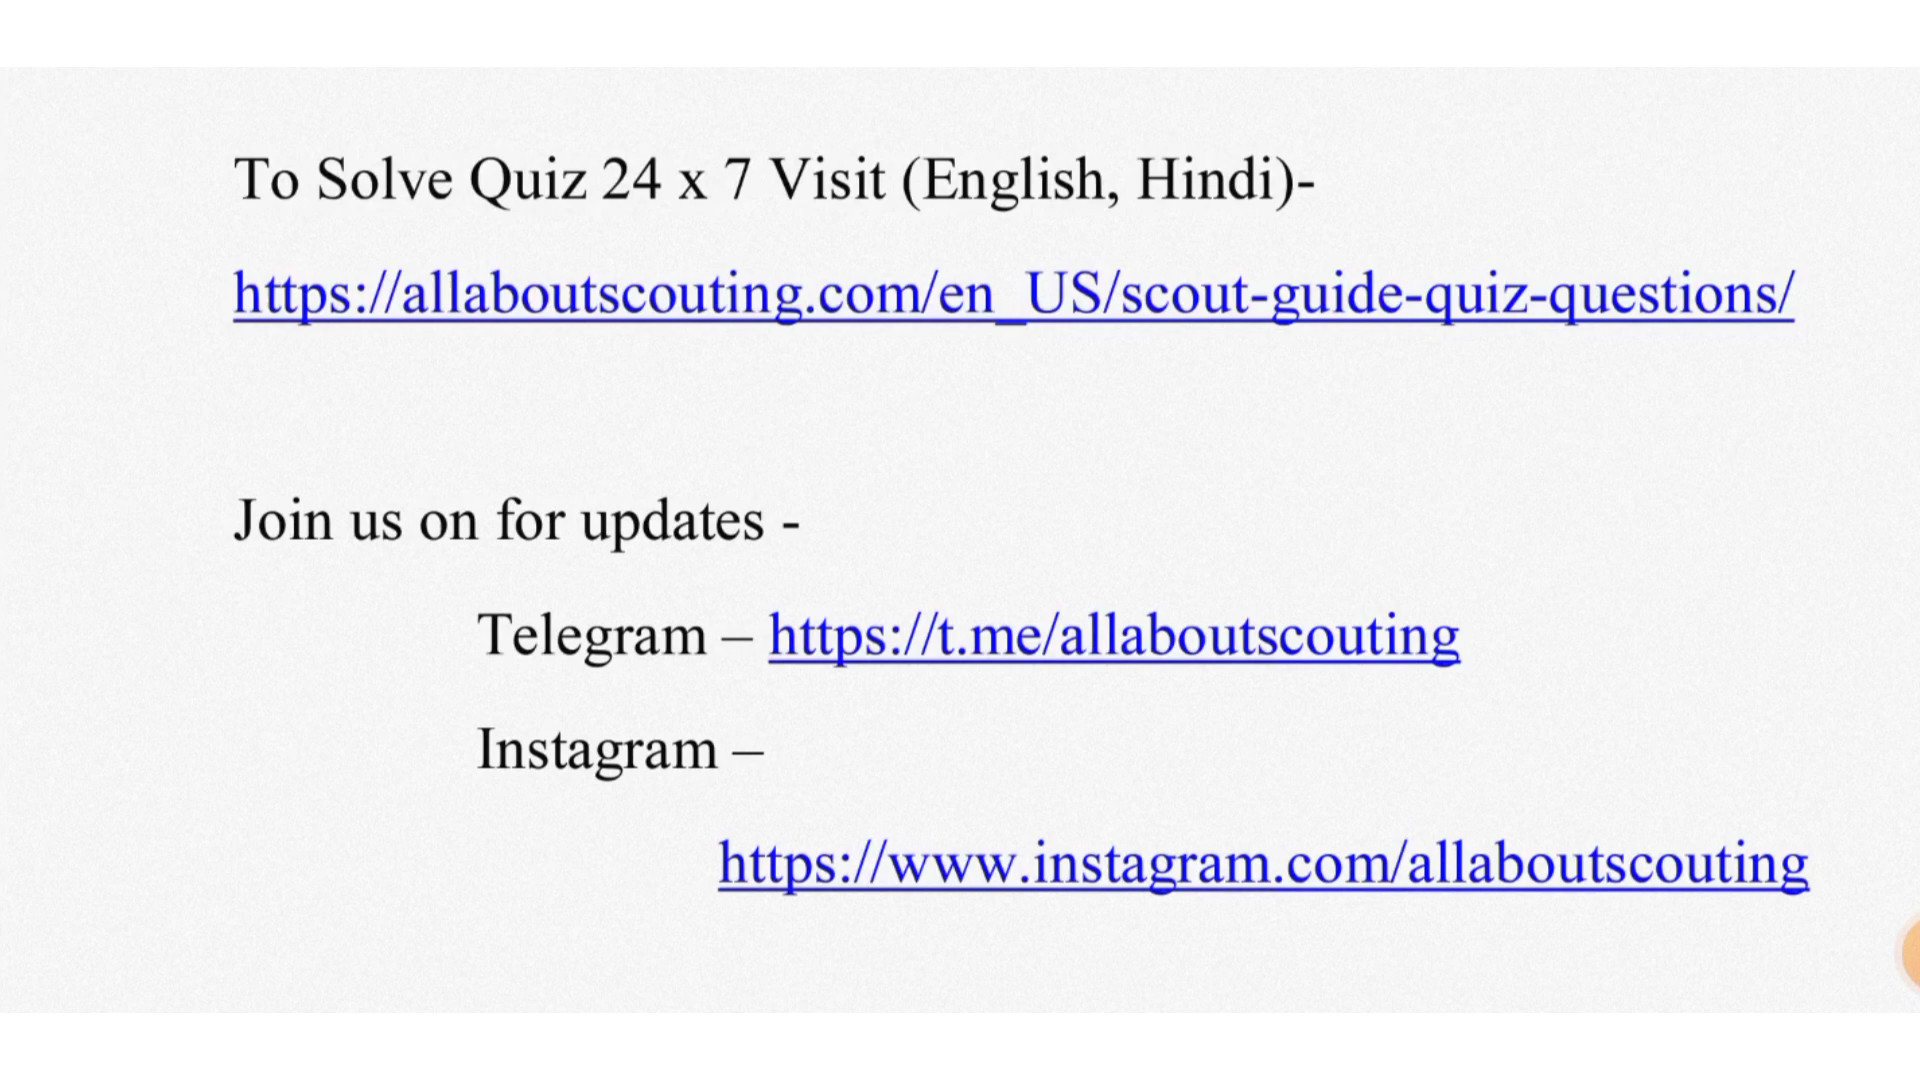 To Solve Quiz 24 x 7 Visit (English, Hindi)-
https://allaboutscouting.com/en_US/scout-guide-quiz-questions/
Join us on for updates -
Telegram – https://t.me/allaboutscouting
Instagram –
https://www.instagram.com/allaboutscouting